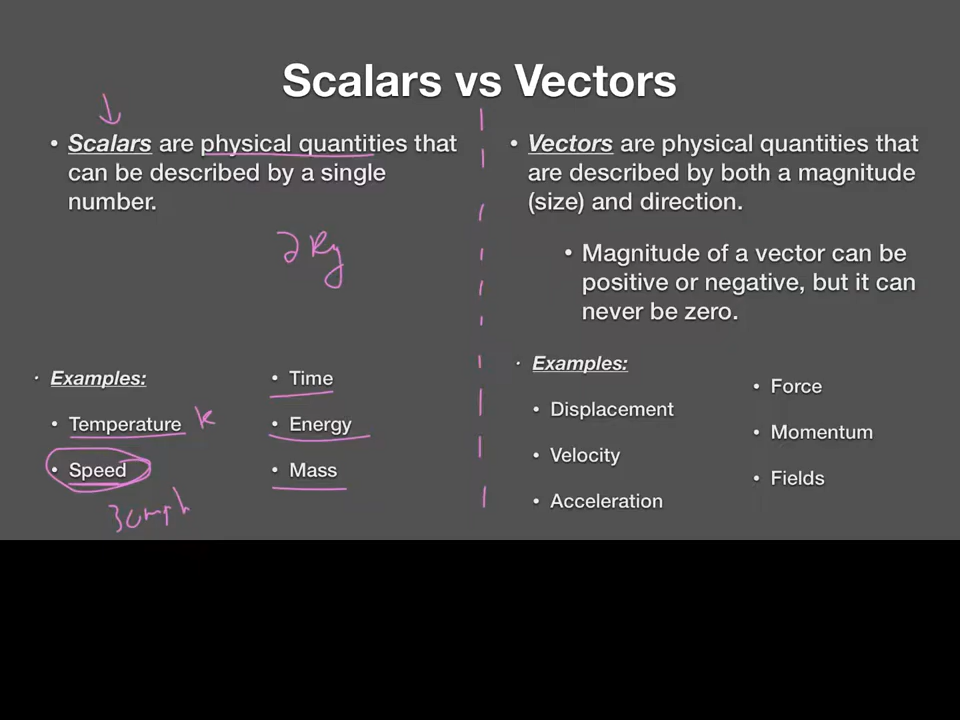 Scalars vs Vectors
• Scalars are physical quantities that
can be described by a single
number.
2 Kg
• Examples:
• Temperature K
• Speed
30mph
• Time
• Energy
• Mass
• Vectors are physical quantities that
are described by both a magnitude
(size) and direction.
• Magnitude of a vector can be
positive or negative, but it can
never be zero.
• Examples:
• Displacement
• Velocity
• Acceleration
• Force
• Momentum
• Fields